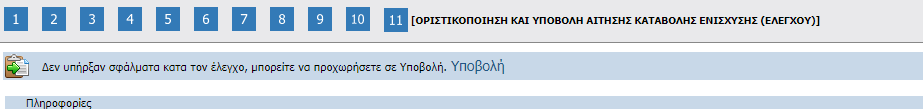 1 2 3 4 5 6 7 8 9 10 11 [ΟΡΙΣΤΙΚΟΠΟΙΗΣΗ ΚΑΙ ΥΠΟΒΟΛΗ ΑΙΤΗΣΗΣ ΚΑΤΑΒΟΛΗΣ ΕΝΙΣΧΥΣΗΣ (ΕΛΕΓΧΟΥ)]
Δεν υπήρξαν σφάλματα κατα τον έλεγχο, μπορείτε να προχωρήσετε σε Υποβολή. Υποβολή
Πληροφορίες